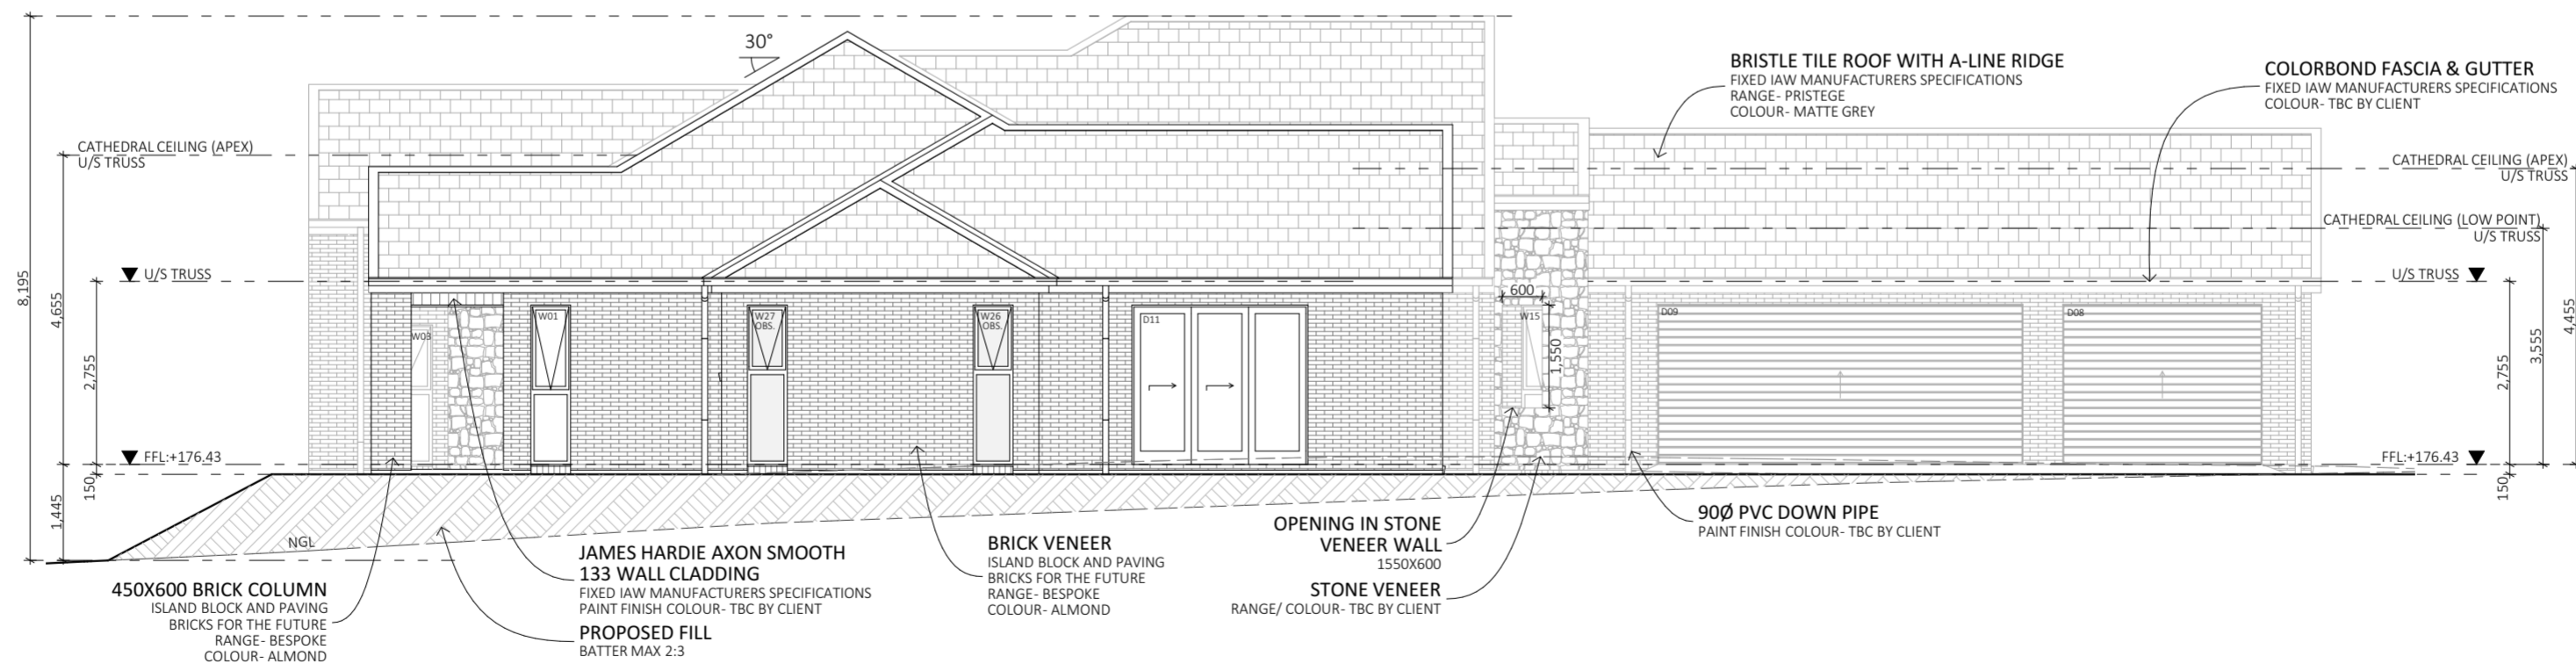 30°
BRISTLE TILE ROOF WITH A-LINE RIDGE
FIXED IAW MANUFACTURERS SPECIFICATIONS
RANGE- PRISTEGE
COLOUR- MATTE GREY
COLORBOND FASCIA & GUTTER
FIXED IAW MANUFACTURERS SPECIFICATIONS
COLOUR- TBC BY CLIENT
CATHEDRAL CEILING (APEX)
U/S TRUSS
CATHEDRAL CEILING (APEX)
U/S TRUSS
CATHEDRAL CEILING (LOW POINT)
U/S TRUSS
U/S TRUSS
U/S TRUSS
8,195
4,655
2,755
1,445
150
600
1,550
W03
W01
W27
OBS.
W26
OBS.
D11
W15
D09
D08
2,755
3,555
4,455
150
FFL:+176.43
FFL:+176.43
NGL
450X600 BRICK COLUMN
ISLAND BLOCK AND PAVING
BRICKS FOR THE FUTURE
RANGE- BESPOKE
COLOUR- ALMOND
JAMES HARDIE AXON SMOOTH
133 WALL CLADDING
FIXED IAW MANUFACTURERS SPECIFICATIONS
PAINT FINISH COLOUR- TBC BY CLIENT
PROPOSED FILL
BATTER MAX 2:3
BRICK VENEER
ISLAND BLOCK AND PAVING
BRICKS FOR THE FUTURE
RANGE- BESPOKE
COLOUR- ALMOND
OPENING IN STONE
VENEER WALL
1550X600
STONE VENEER
RANGE/ COLOUR- TBC BY CLIENT
90Ø PVC DOWN PIPE
PAINT FINISH COLOUR- TBC BY CLIENT